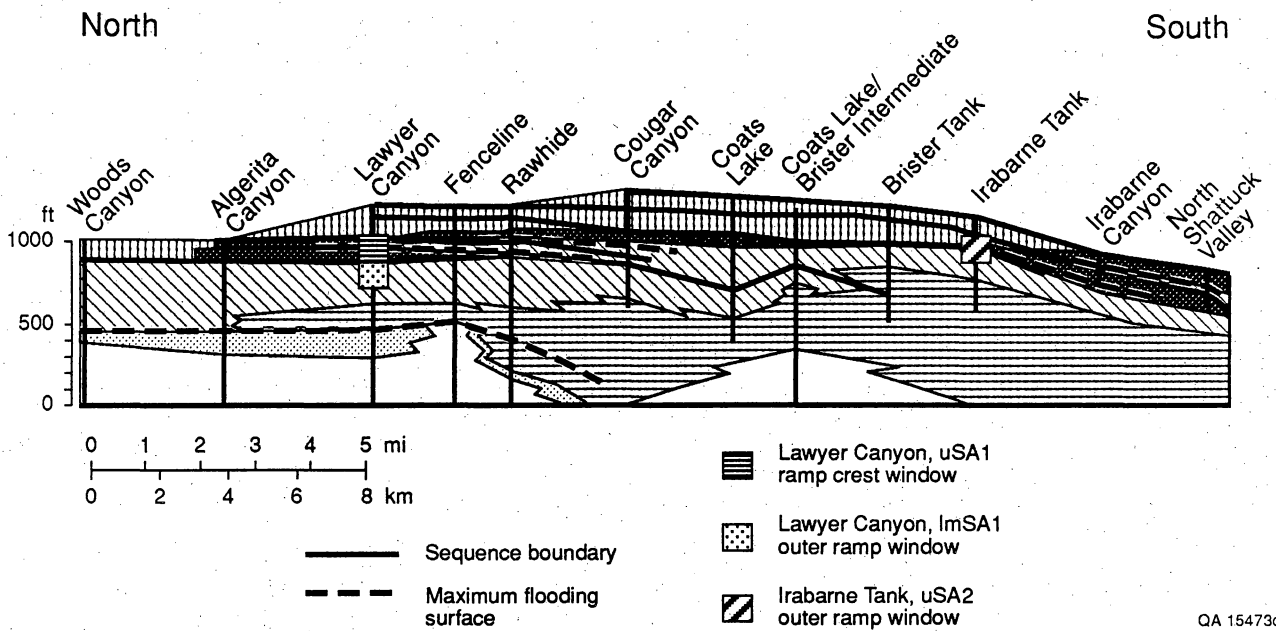 North
South
Woods
Canyon
Algerita
Canyon
Lawyer
Canyon
Fenceline
Rawhide
Cougar
Canyon
Coats
Lake
Coats Lake/
Brister Intermediate
Brister Tank
Irabarne Tank
Irabarne
Canyon
North
Shattuck
Valley
ft
1000
500
0
0 1 2 3 4 5 mi
0 2 4 6 8 km
Sequence boundary
Maximum flooding
surface
Lawyer Canyon, uSA1
ramp crest window
Lawyer Canyon, lmSA1
outer ramp window
Irabarne Tank, uSA2
outer ramp window
QA 15473c